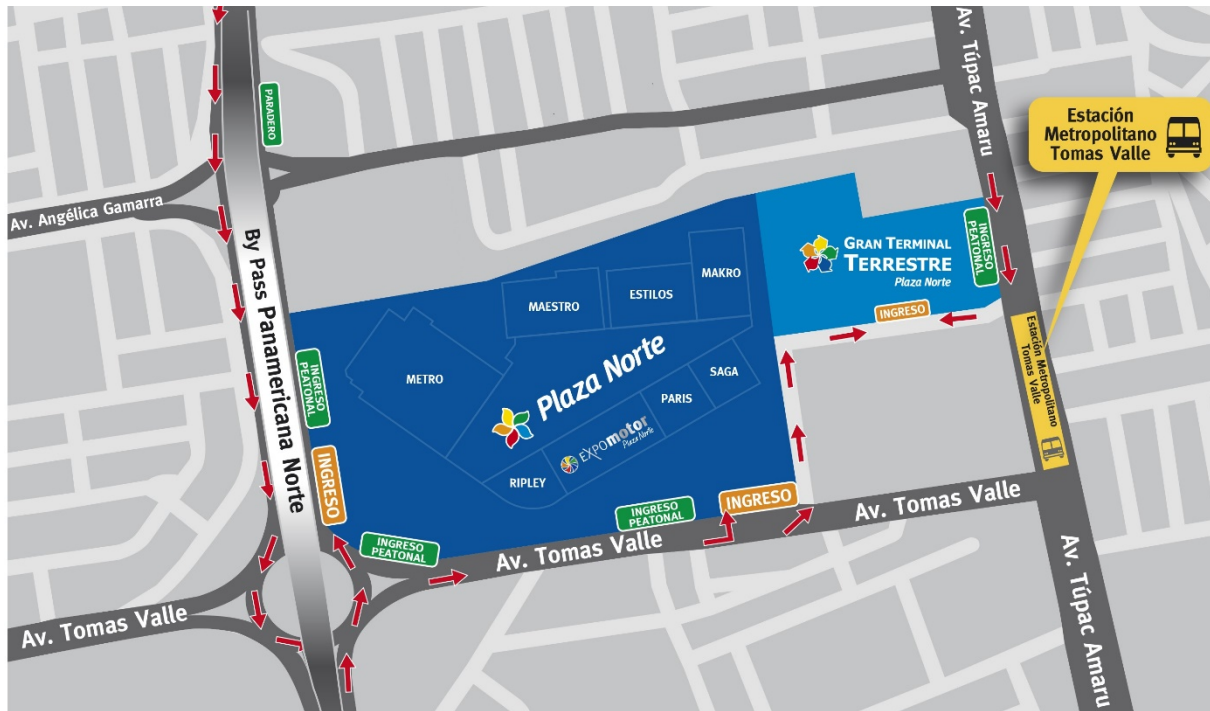 Av. Túpac Amaru
Estación
Metropolitano
Tomas Valle
PARADERO
Av. Angélica Gamarra
By Pass Panamericana Norte
GRAN TERMINAL
TERRESTRE
Plaza Norte
INGRESO
PEATONAL
INGRESO
MAKRO
ESTILOS
MAESTRO
METRO
Plaza Norte
SAGA
PARIS
EXPOmotor
Plaza Norte
RIPLEY
INGRESO
PEATONAL
INGRESO
INGRESO
PEATONAL
INGRESO
PEATONAL
INGRESO
Estación Metropolitano
Tomas Valle
Av. Tomas Valle
Av. Tomas Valle
Av. Tomas Valle
Av. Túpac Amaru